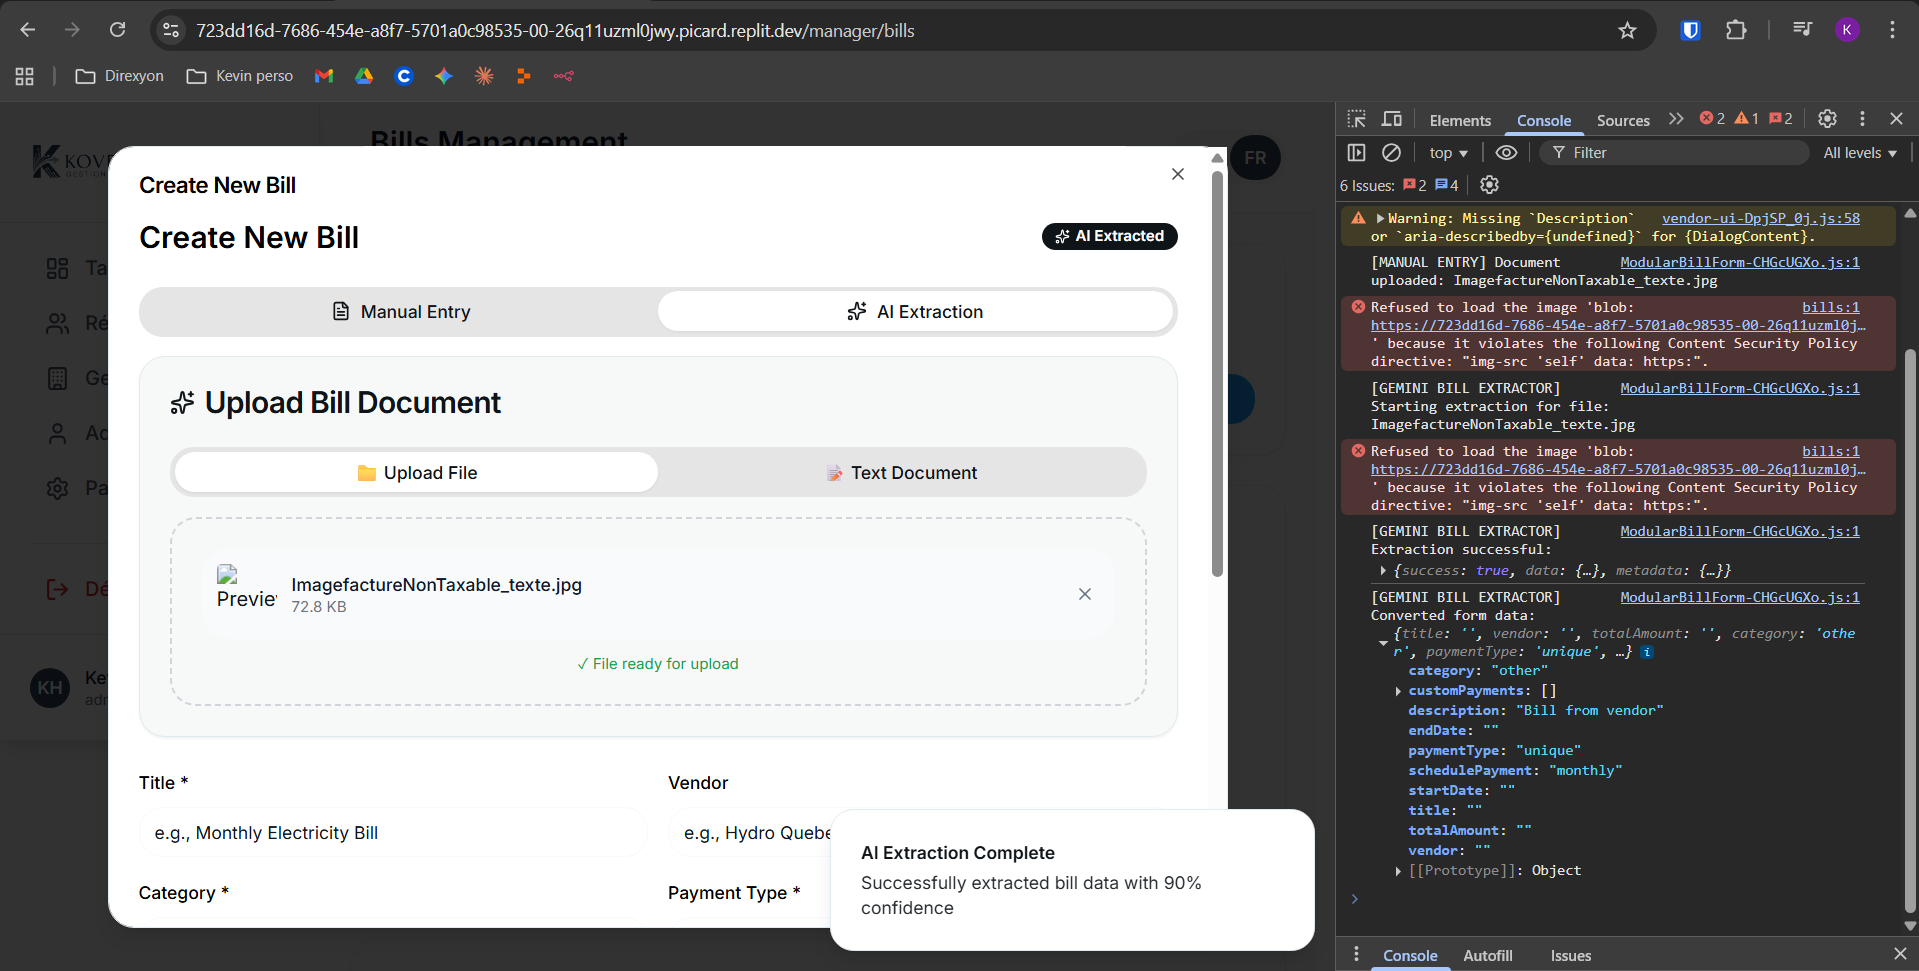 723dd16d-7686-454e-a8f7-5701a0c98535-00-26q11uzml0jwy.picard.replit.dev/manager/bills
K
Direxyon
Kevin perso
KOVE
Bills Management
FR
Ta
Ré
Ge
Ad
Pa
Dé
KH
Ke
adr
Create New Bill
Create New Bill
AI Extracted
Manual Entry
AI Extraction
Upload Bill Document
📁 Upload File
📝 Text Document
Preview
ImagefactureNonTaxable_texte.jpg
72.8 KB
✓ File ready for upload
Title *
Vendor
e.g., Monthly Electricity Bill
e.g., Hydro Quebe
Category *
Payment Type *
AI Extraction Complete
Successfully extracted bill data with 90%
confidence
Elements
Console
Sources
2
1
2
top
Filter
All levels
6 Issues: 2 4
Warning: Missing `Description` vendor-ui-DpjSP_0j.js:58
or `aria-describedby={undefined}` for {DialogContent}.
[MANUAL ENTRY] Document ModularBillForm-CHGcUGXo.js:1
uploaded: ImagefactureNonTaxable_texte.jpg
Refused to load the image 'blob: bills:1
https://723dd16d-7686-454e-a8f7-5701a0c98535-00-26q11uzml0j…
' because it violates the following Content Security Policy
directive: "img-src 'self' data: https:".
[GEMINI BILL EXTRACTOR] ModularBillForm-CHGcUGXo.js:1
Starting extraction for file:
ImagefactureNonTaxable_texte.jpg
Refused to load the image 'blob: bills:1
https://723dd16d-7686-454e-a8f7-5701a0c98535-00-26q11uzml0j…
' because it violates the following Content Security Policy
directive: "img-src 'self' data: https:".
[GEMINI BILL EXTRACTOR] ModularBillForm-CHGcUGXo.js:1
Extraction successful:
{success: true, data: {…}, metadata: {…}}
[GEMINI BILL EXTRACTOR] ModularBillForm-CHGcUGXo.js:1
Converted form data:
{title: '', vendor: '', totalAmount: '', category: 'othe
r', paymentType: 'unique', …} i
category: "other"
customPayments: []
description: "Bill from vendor"
endDate: ""
paymentType: "unique"
schedulePayment: "monthly"
startDate: ""
title: ""
totalAmount: ""
vendor: ""
[[Prototype]]: Object
Console
Autofill
Issues